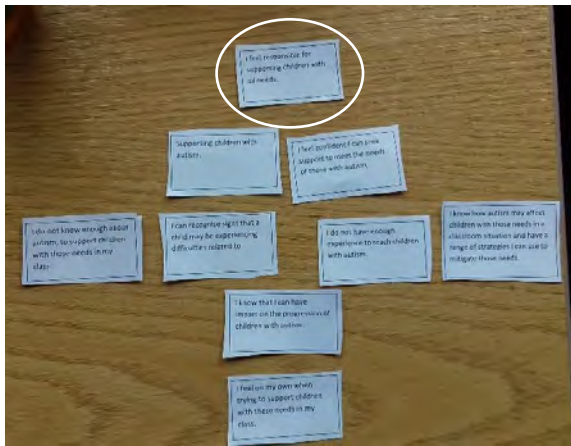 I feel responsible for
supporting children with
all needs.
Supporting children with
autism.
I feel confident I can seek
support to meet the needs
of those with autism.
I do not know enough about
autism, to support children
with those needs in my
class
I can recognise signs that a
child may be experiencing
difficulties related to
I do not have enough
experience to teach children
with autism.
I know how autism may affect
children with those needs in a
classroom situation and have a
range of strategies I can use to
mitigate those needs.
I know that I can have
impact on the progression of
children with autism.
I feel on my own when
trying to support children
with these needs in my
class.